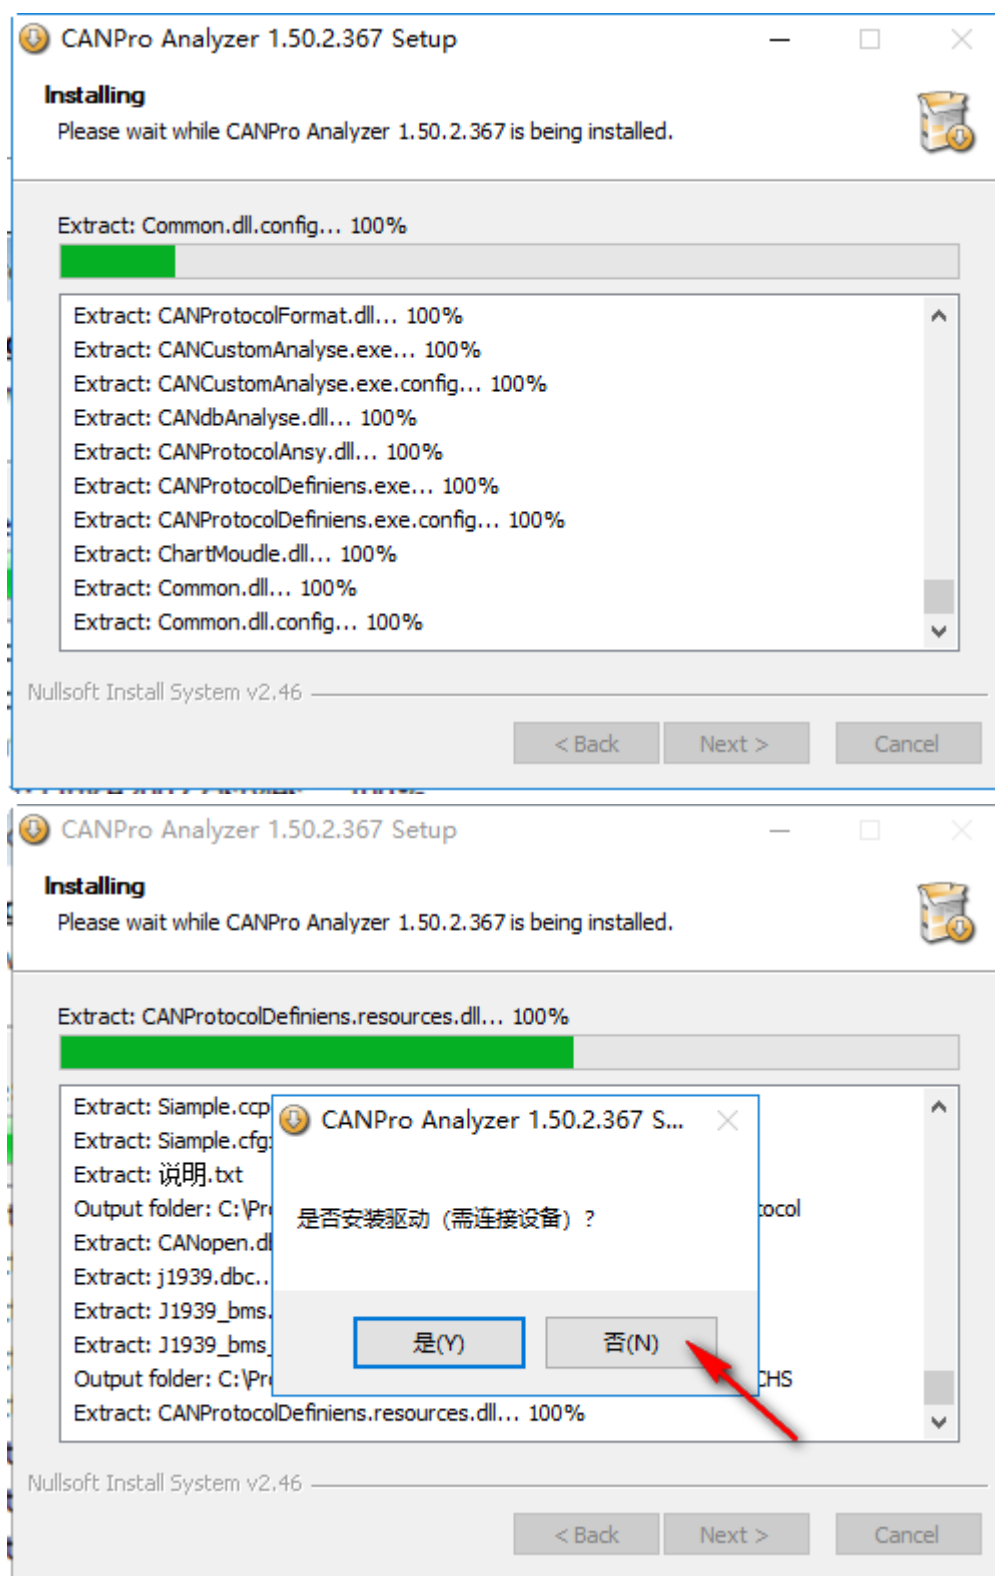 CANPro Analyzer 1.50.2.367 Setup
Installing
Please wait while CANPro Analyzer 1.50.2.367 is being installed.
Extract: Common.dll.config... 100%
Extract: CANProtocolFormat.dll... 100%
Extract: CANCustomAnalyse.exe... 100%
Extract: CANCustomAnalyse.exe.config... 100%
Extract: CANdbAnalyse.dll... 100%
Extract: CANProtocolAnsy.dll... 100%
Extract: CANProtocolDefiniens.exe... 100%
Extract: CANProtocolDefiniens.exe.config... 100%
Extract: ChartMoudle.dll... 100%
Extract: Common.dll... 100%
Extract: Common.dll.config... 100%
Nullsoft Install System v2.46
< Back Next > Cancel
CANPro Analyzer 1.50.2.367 Setup
Installing
Please wait while CANPro Analyzer 1.50.2.367 is being installed.
Extract: CANProtocolDefiniens.resources.dll... 100%
Extract: Siample.ccp
Extract: Siample.cfg
Extract: 说明.txt
Output folder: C:\Pr tocol
Extract: CANopen.d
Extract: j1939.dbc..
Extract: J1939_bms.
Extract: J1939_bms_
Output folder: C:\Pr CHS
Extract: CANProtocolDefiniens.resources.dll... 100%
CANPro Analyzer 1.50.2.367 S...
是否安装驱动（需连接设备）?
是(Y) 否(N)
Nullsoft Install System v2.46
< Back Next > Cancel